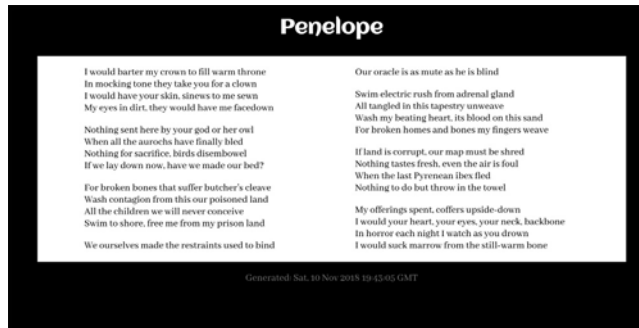 Penelope
I would barter my crown to fill warm throne
In mocking tone they take you for a clown
I would have your skin, sinews to me sewn
My eyes in dirt, they would have me facedown
Nothing sent here by your god or her owl
When all the aurochs have finally bled
Nothing for sacrifice, birds disembowel
If we lay down now, have we made our bed?
For broken bones that suffer butcher's cleave
Wash contagion from this our poisoned land
All the children we will never conceive
Swim to shore, free me from my prison land
We ourselves made the restraints used to bind
Our oracle is as mute as he is blind
Swim electric rush from adrenal gland
All tangled in this tapestry unweave
Wash my beating heart, its blood on this sand
For broken homes and bones my fingers weave
If land is corrupt, our map must be shred
Nothing tastes fresh, even the air is foul
When the last Pyrenean ibex fled
Nothing to do but throw in the towel
My offerings spent, coffers upside-down
I would your heart, your eyes, your neck, backbone
In horror each night I watch as you drown
I would suck marrow from the still-warm bone
Generated: Sat, 10 Nov 2018 19:43:05 GMT